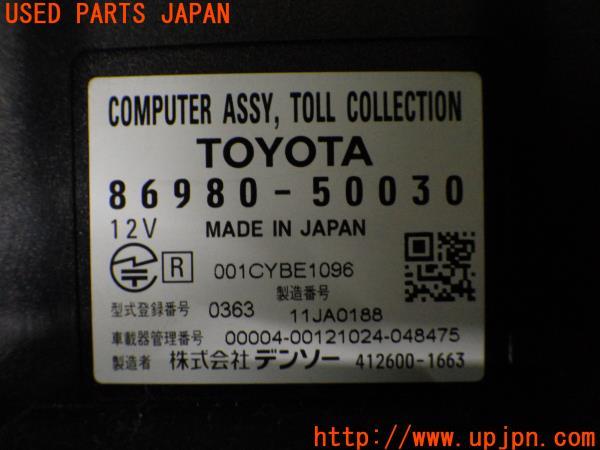 USED PARTS JAPAN
COMPUTER ASSY, TOLL COLLECTION
TOYOTA
86980-50030
12V MADE IN JAPAN
R 001CYBE1096
型式登録番号 0363 製造番号 11JA0188
車載器管理番号 00004-00121024-048475
製造者 株式会社デンソー 412600-1663
http://www.upjpn.com/